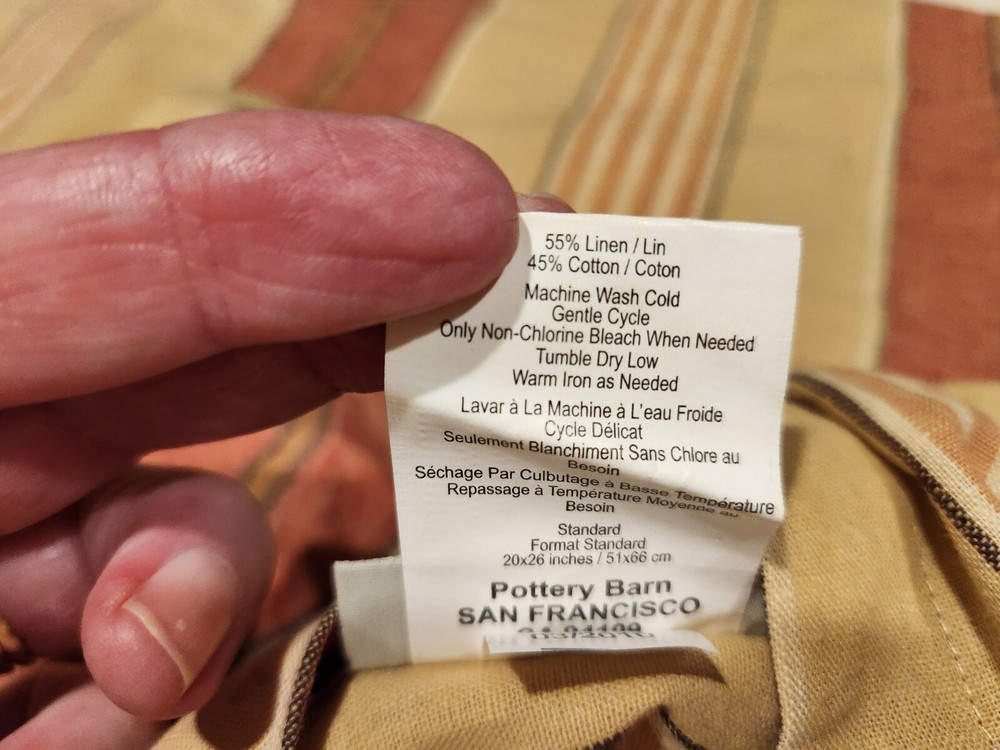 55% Linen / Lin
45% Cotton / Coton
Machine Wash Cold
Gentle Cycle
Only Non-Chlorine Bleach When Needed
Tumble Dry Low
Warm Iron as Needed
Lavar à La Machine à L'eau Froide
Cycle Délicat
Seulement Blanchiment Sans Chlore au
Besoin
Séchage Par Culbutage à Basse Température
Repassage à Température Moyenne au
Besoin
Standard
Format Standard
20x26 inches / 51x66 cm
Pottery Barn
SAN FRANCISCO